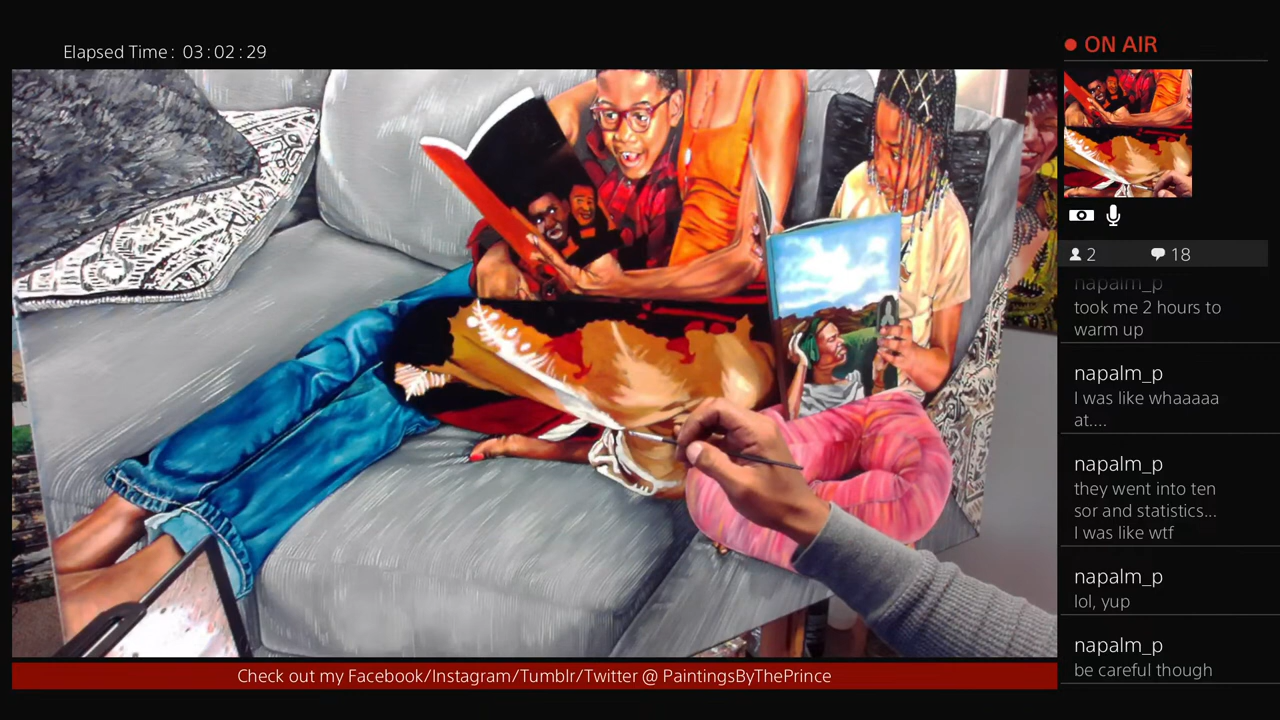 Elapsed Time: 03:02:29
ON AIR
2
18
napalm_p
took me 2 hours to
warm up
napalm_p
I was like whaaaaa
at....
napalm_p
they went into ten
sor and statistics...
I was like wtf
napalm_p
lol, yup
napalm_p
be careful though
Check out my Facebook/Instagram/Tumblr/Twitter @ PaintingsByThePrince